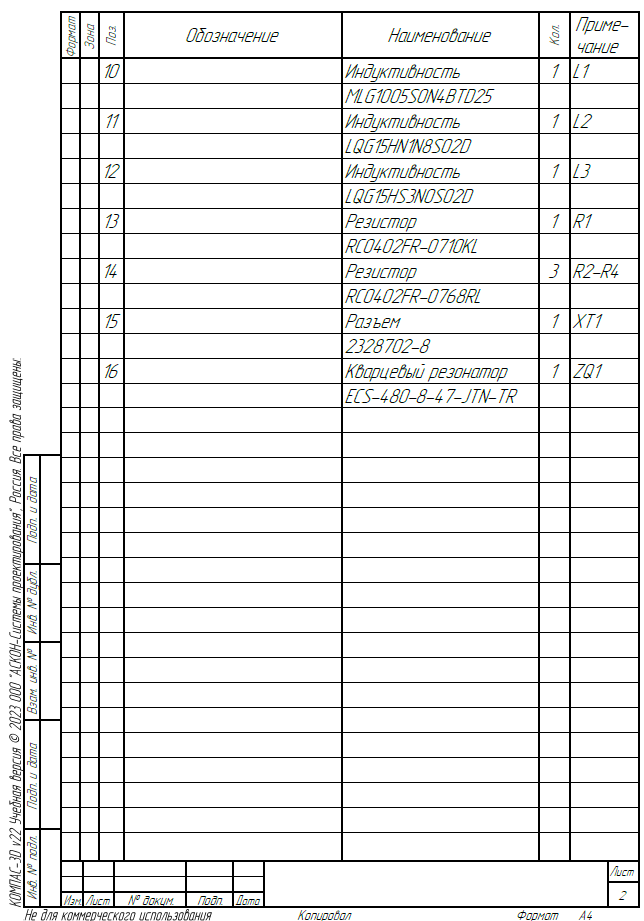 Формат Зона Поз. Обозначение Наименование Кол. Приме-
чание
10 Индуктивность 1 L1
MLG1005S0N4BTD25
11 Индуктивность 1 L2
LQG15HN1N8S02D
12 Индуктивность 1 L3
LQG15HS3N0S02D
13 Резистор 1 R1
RC0402FR-0710KL
14 Резистор 3 R2-R4
RC0402FR-0768RL
15 Разъем 1 XT1
2328702-8
16 Кварцевый резонатор 1 ZQ1
ECS-480-8-47-JTN-TR
КОМПАС-3D v22 Учебная версия © 2023 ООО "АСКОН-Системы проектирования", Россия. Все права защищены.
Подп. и дата
Инв. № дубл.
Взам. инв. №
Подп. и дата
Инв. № подл.
Лист
2
Изм. Лист № докум. Подп. Дата
Не для коммерческого использования Копировал Формат А4